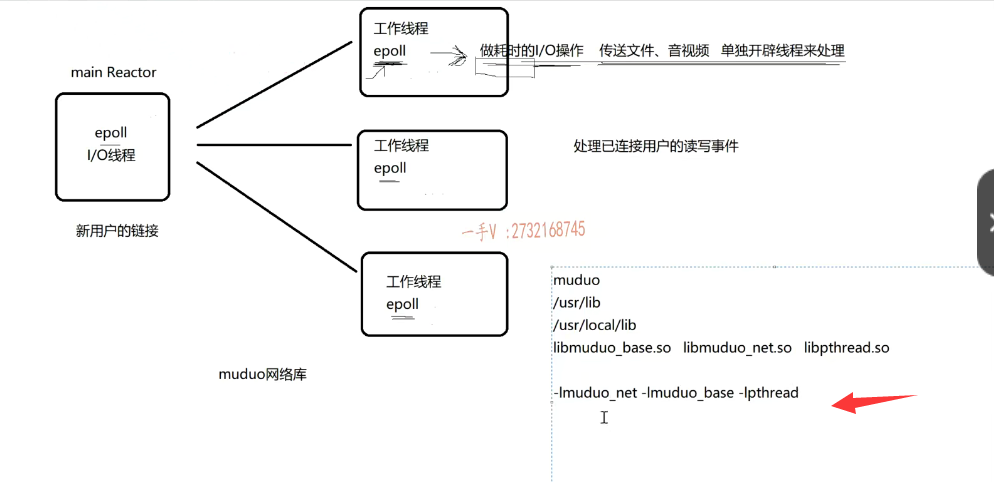 工作线程
epoll
做耗时的I/O操作 传送文件、音视频 单独开辟线程来处理
main Reactor
epoll
I/O线程
工作线程
epoll
处理已连接用户的读写事件
新用户的链接
一手V :2732168745
工作线程
epoll
muduo
/usr/lib
/usr/local/lib
libmuduo_base.so libmuduo_net.so libpthread.so
muduo网络库
-lmuduo_net -lmuduo_base -lpthread